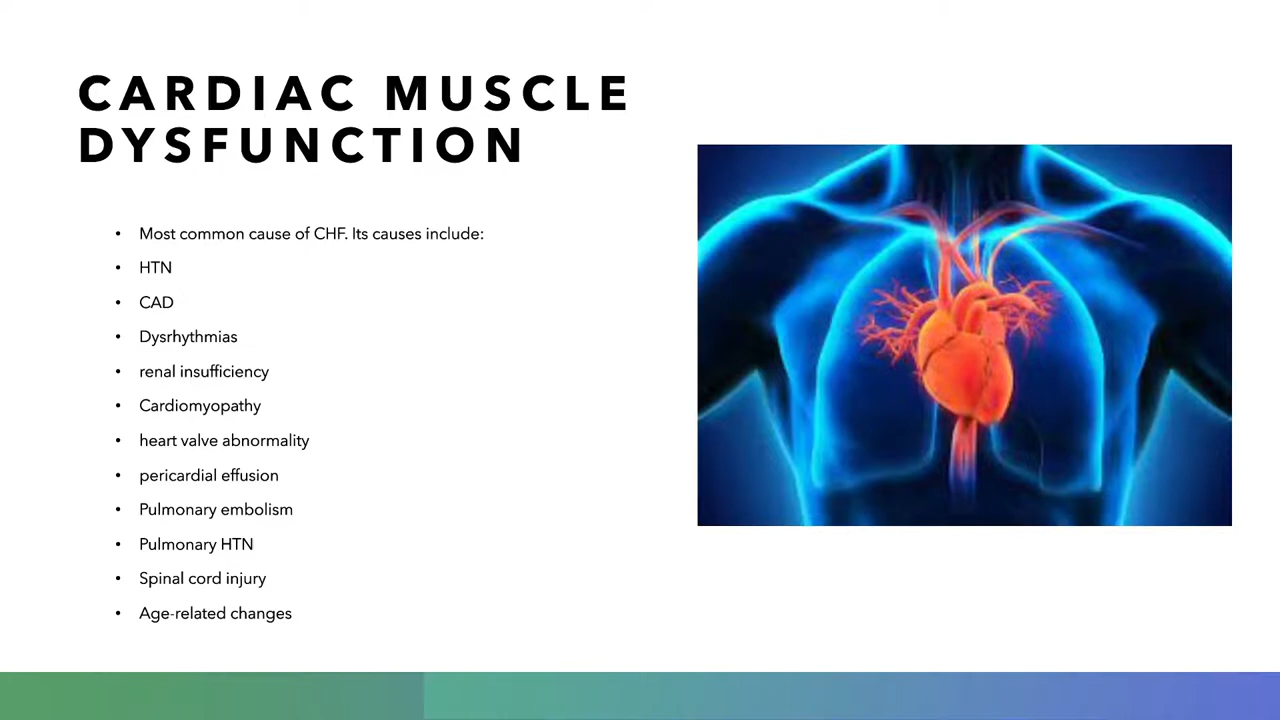 CARDIAC MUSCLE
DYSFUNCTION
• Most common cause of CHF. Its causes include:
• HTN
• CAD
• Dysrhythmias
• renal insufficiency
• Cardiomyopathy
• heart valve abnormality
• pericardial effusion
• Pulmonary embolism
• Pulmonary HTN
• Spinal cord injury
• Age-related changes